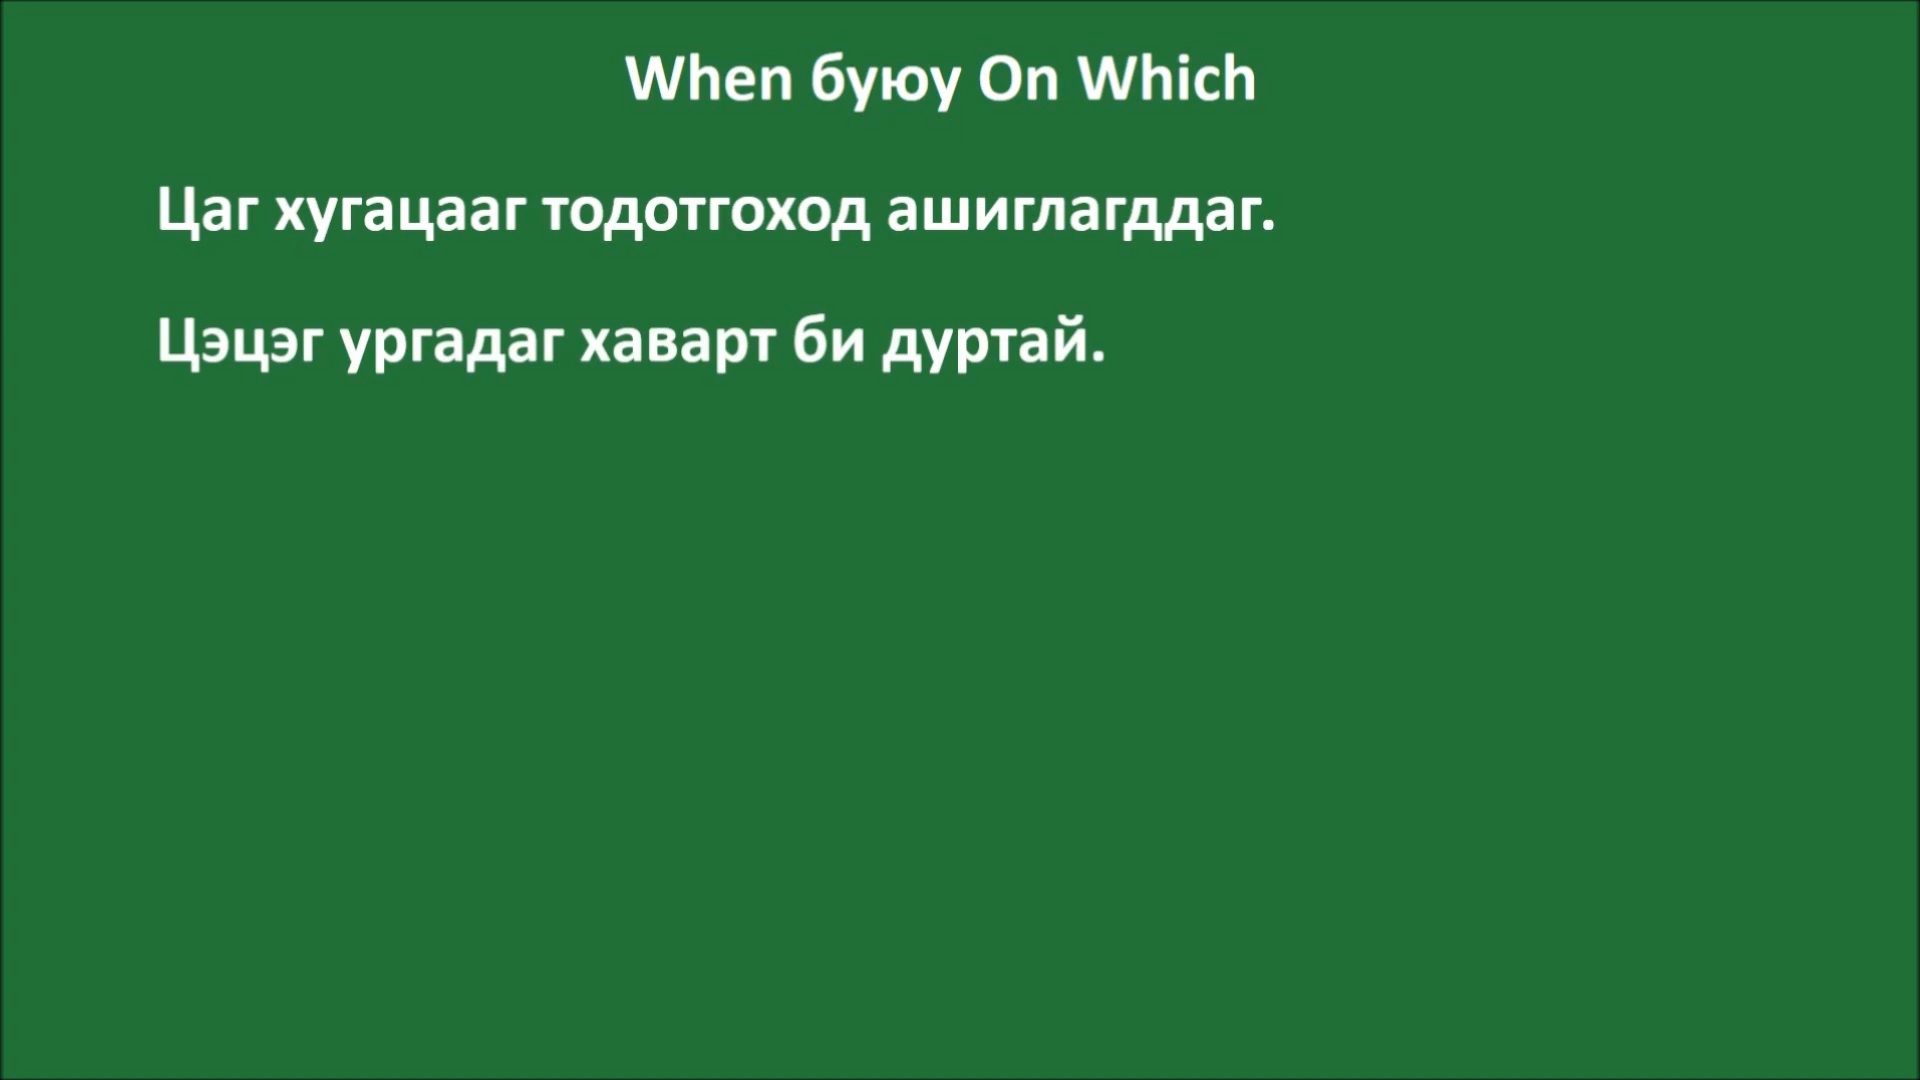 When буюу On Which
Цаг хугацааг тодотгоход ашиглагддаг.
Цэцэг ургадаг хаварт би дуртай.